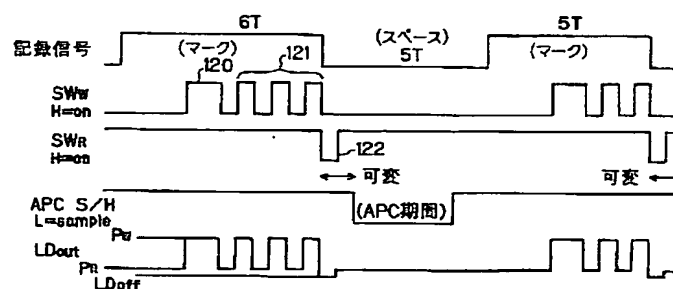 6T
5T
記録信号
(マーク)
(スペース)
5T
(マーク)
120
121
SWW
H=on
SWR
H=on
122
可変
可変
APC S/H
L=sample
(APC期間)
PW
LDout
PR
LDoff